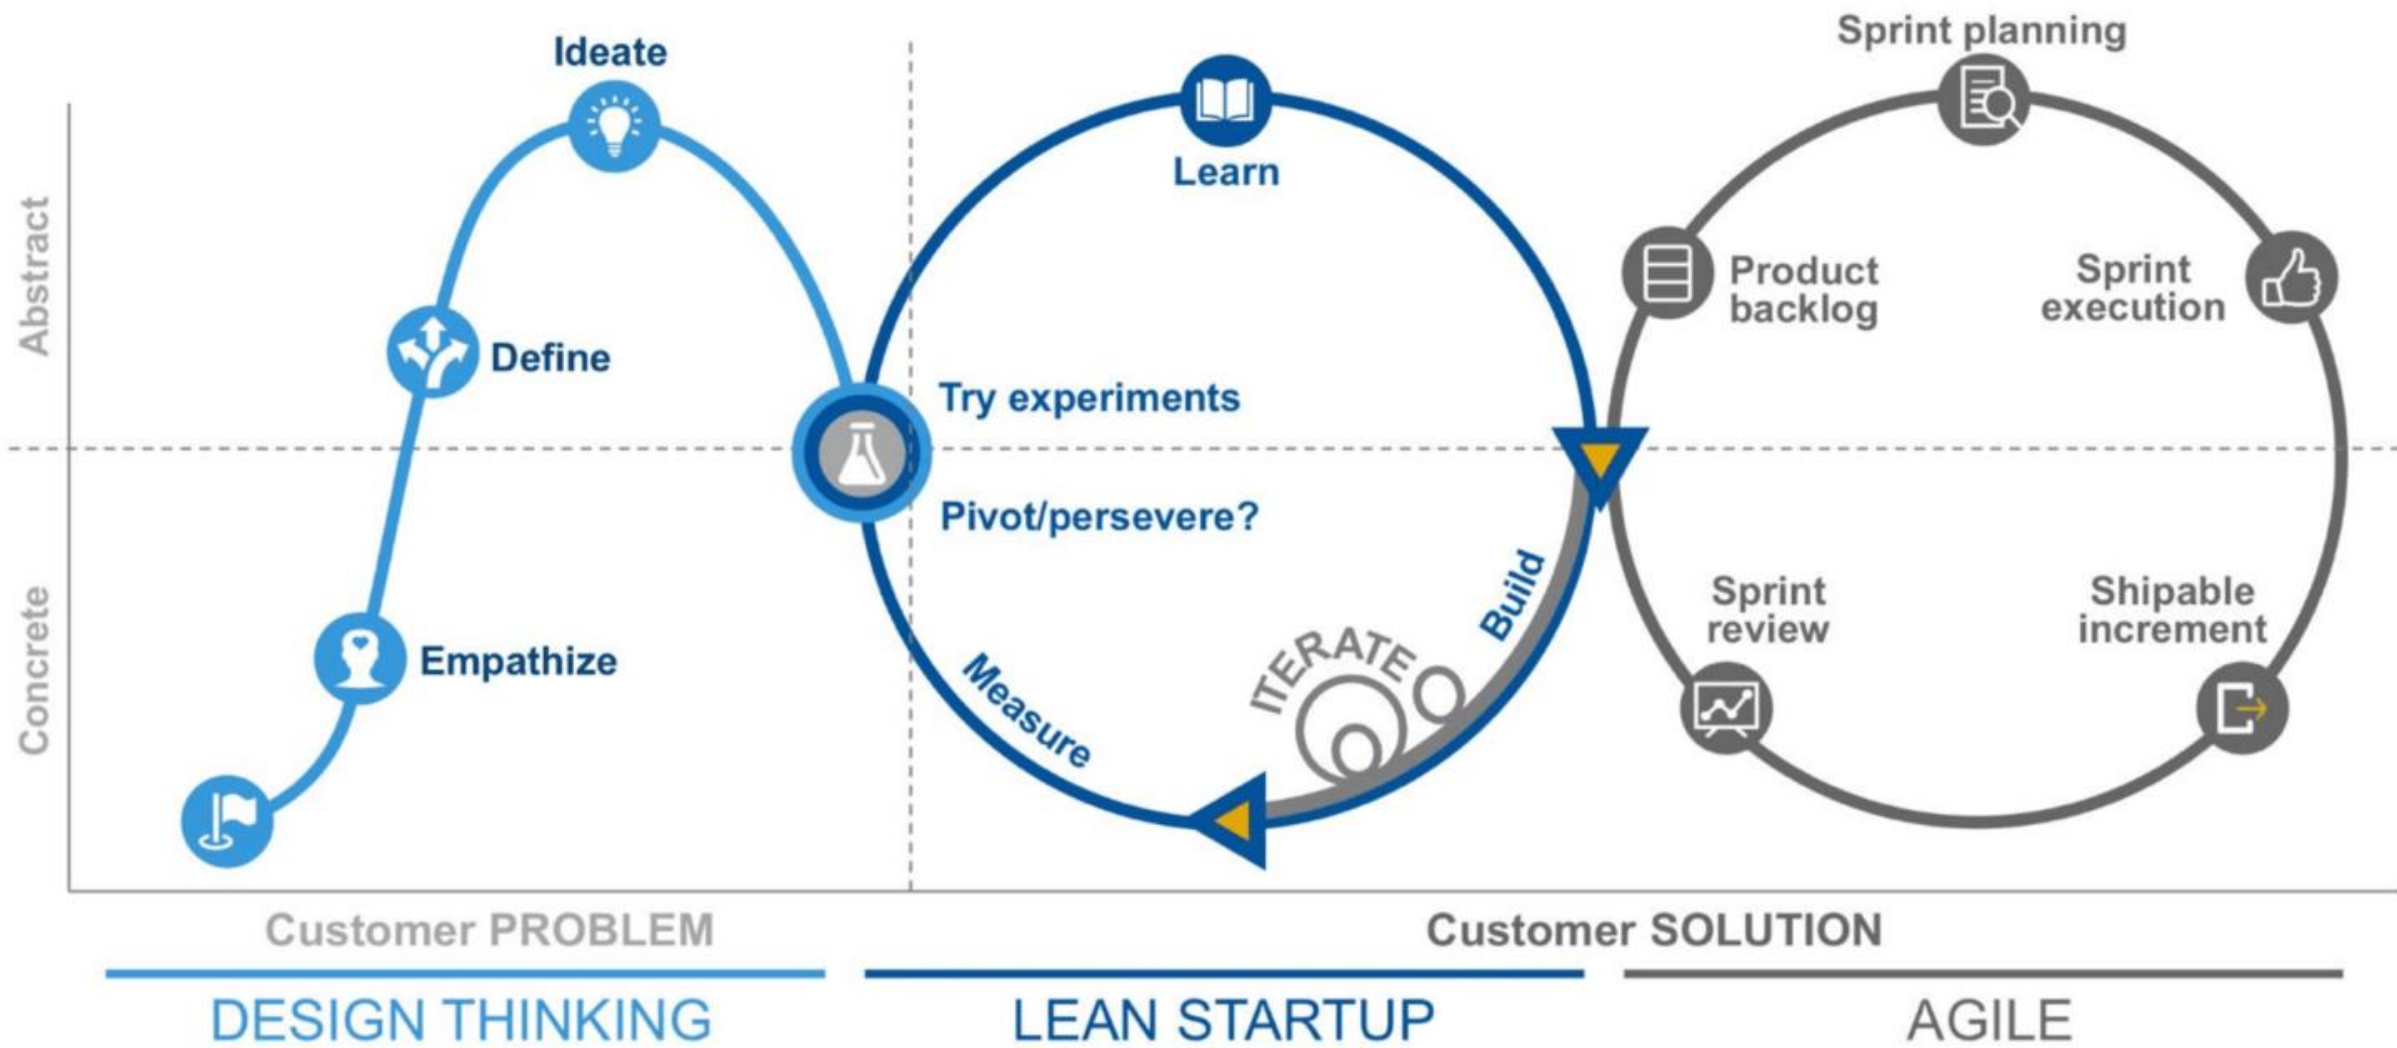 Ideate
Define
Empathize
Abstract
Concrete
Learn
Try experiments
Pivot/persevere?
Measure
ITERATE
Build
Sprint planning
Product
backlog
Sprint
execution
Sprint
review
Shipable
increment
Customer PROBLEM
Customer SOLUTION
DESIGN THINKING
LEAN STARTUP
AGILE